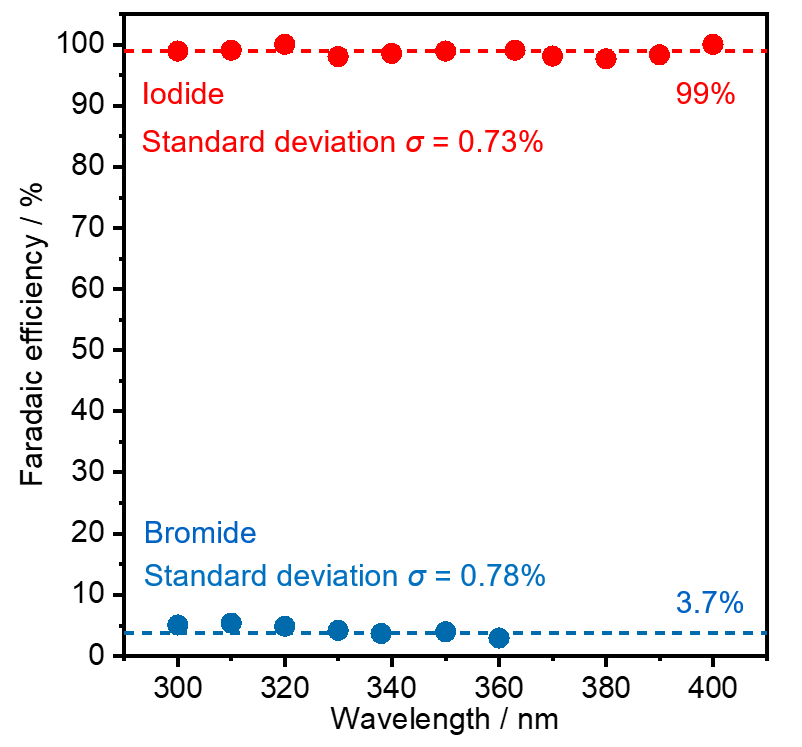 100
90
80
70
60
50
40
30
20
10
0
Faradaic efficiency / %
Iodide
99%
Standard deviation σ = 0.73%
Bromide
Standard deviation σ = 0.78%
3.7%
300 320 340 360 380 400
Wavelength / nm